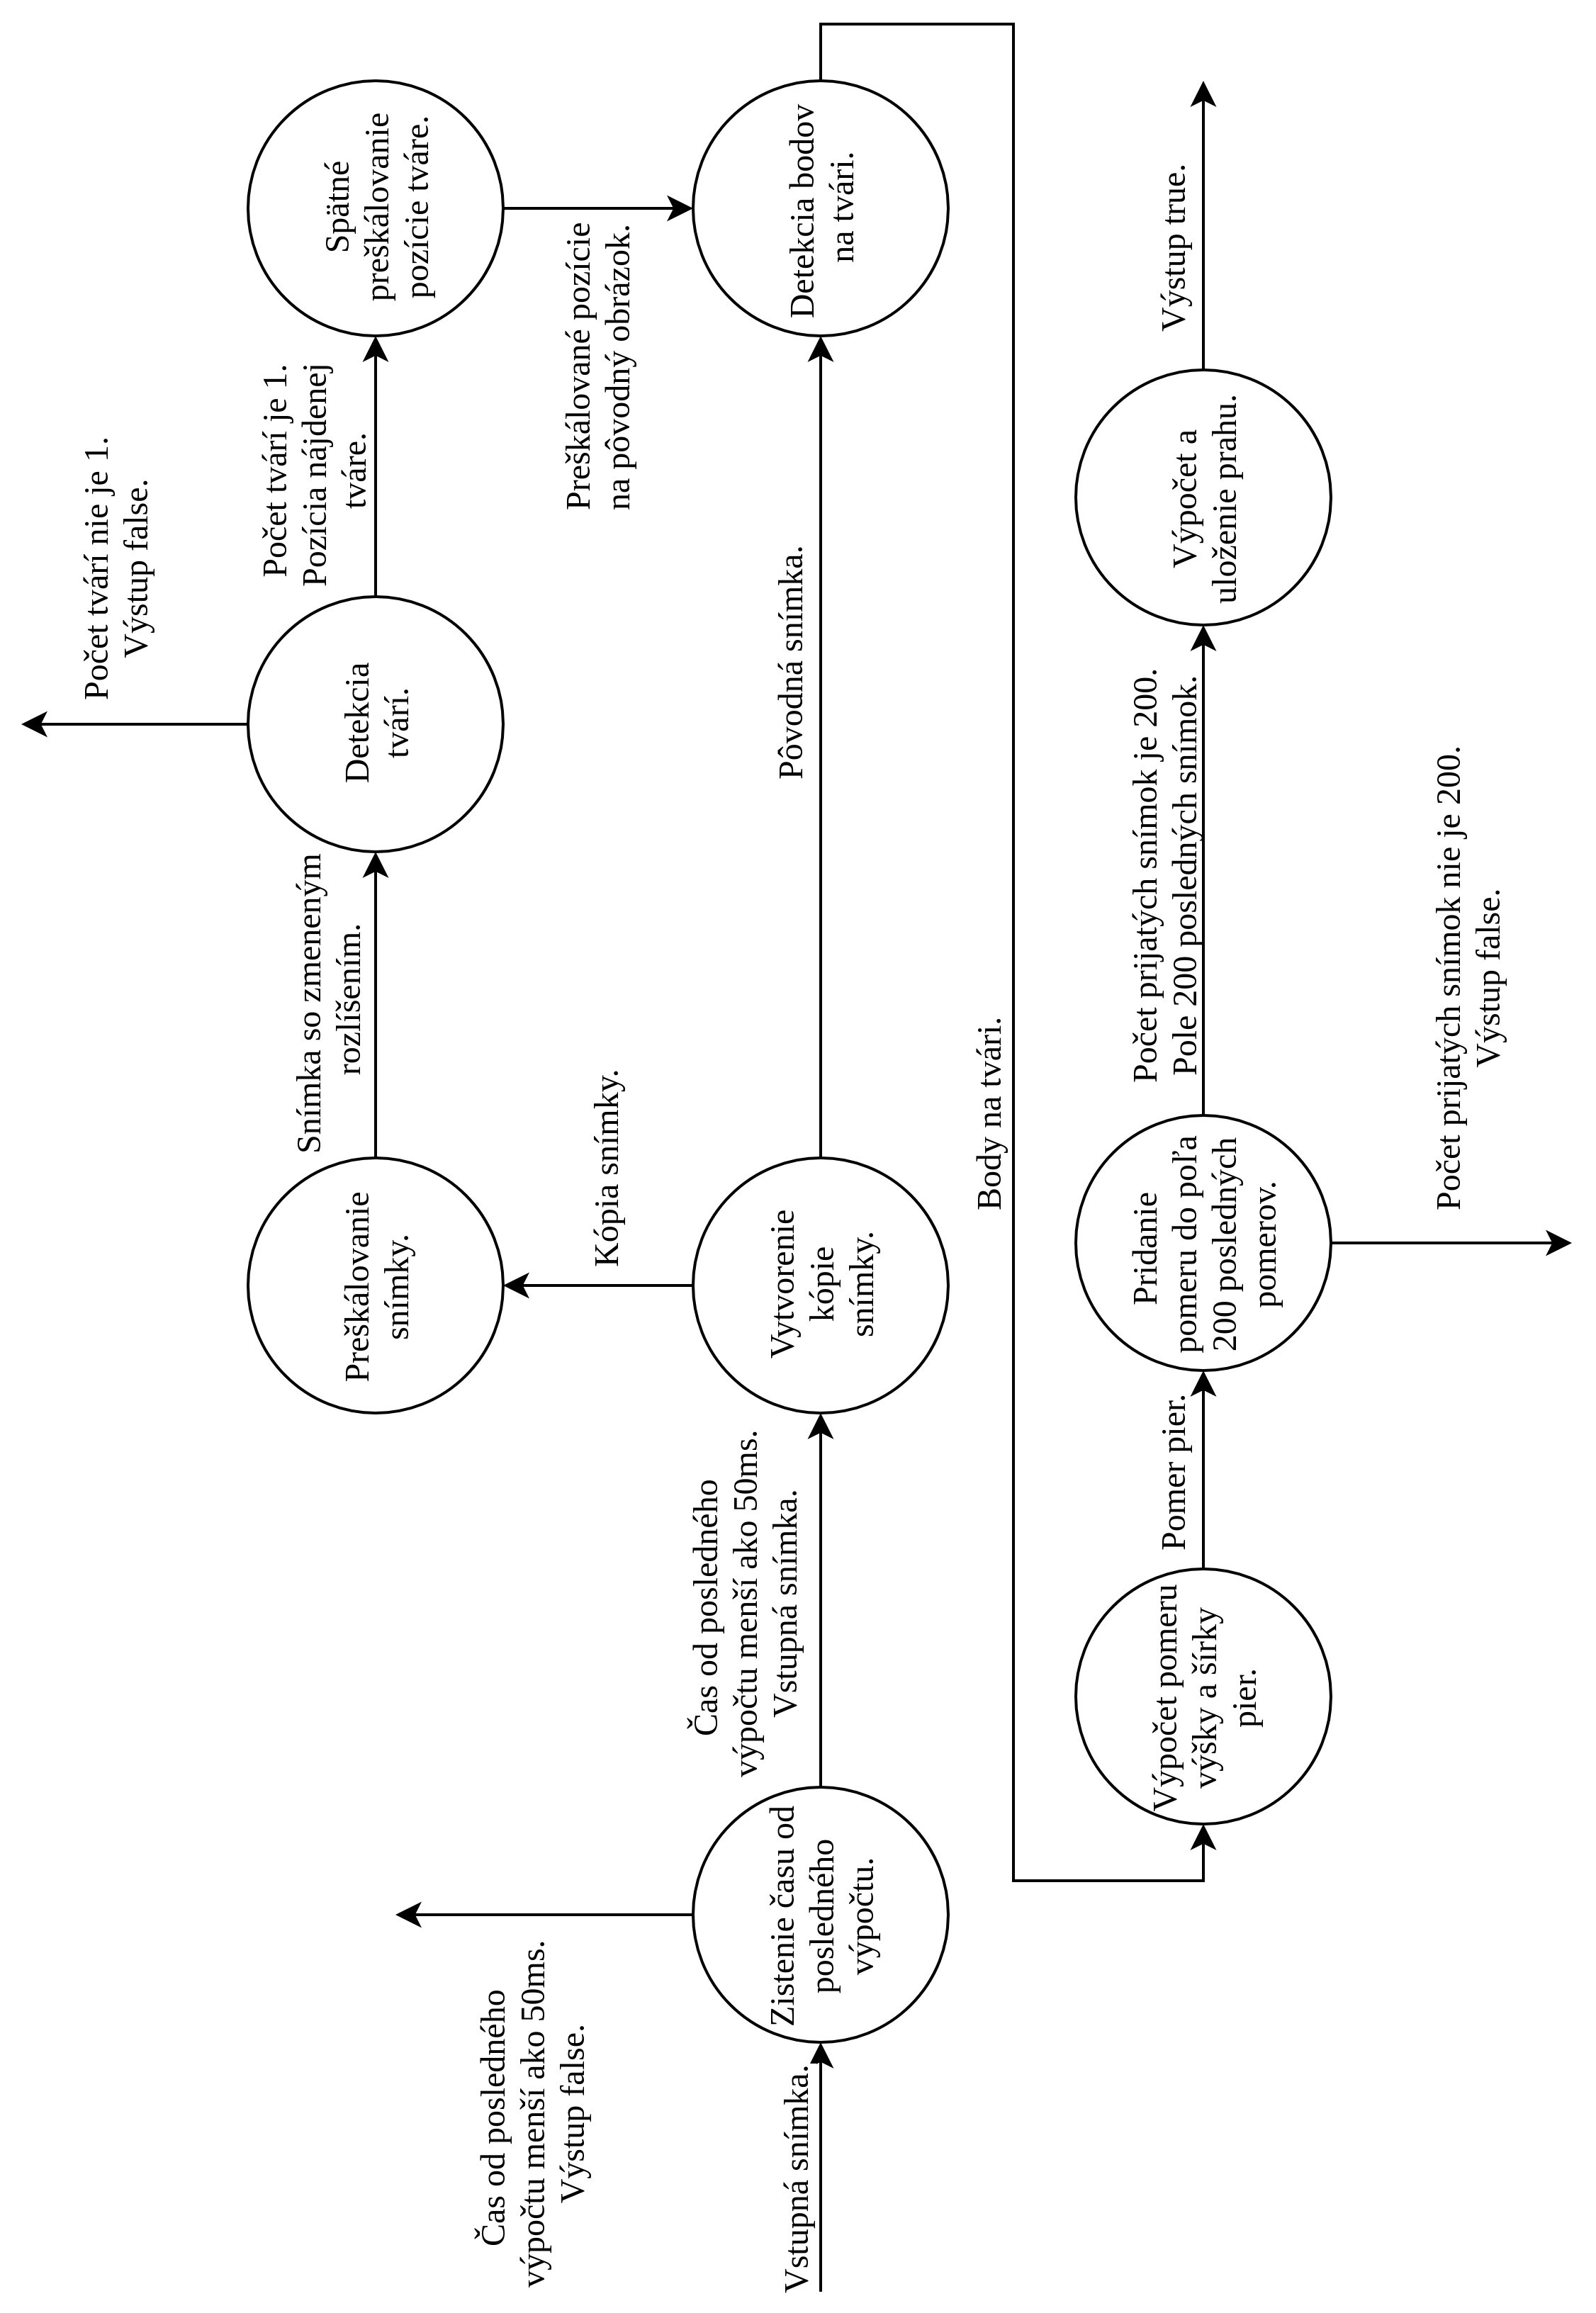 Vstupná snímka.
Zistenie času od
posledného
výpočtu.
Čas od posledného
výpočtu menší ako 50ms.
Výstup false.
Čas od posledného
výpočtu menší ako 50ms.
Vstupná snímka.
Vytvorenie
kópie
snímky.
Kópia snímky.
Preškálovanie
snímky.
Snímka so zmeneným
rozlíšením.
Detekcia
tvárí.
Počet tvárí nie je 1.
Výstup false.
Počet tvárí je 1.
Pozícia nájdenej
tváre.
Spätné
preškálovanie
pozície tváre.
Preškálované pozície
na pôvodný obrázok.
Pôvodná snímka.
Detekcia bodov
na tvári.
Body na tvári.
Výpočet pomeru
výšky a šírky
pier.
Pomer pier.
Pridanie
pomeru do poľa
200 posledných
pomerov.
Počet prijatých snímok nie je 200.
Výstup false.
Počet prijatých snímok je 200.
Pole 200 posledných snímok.
Výpočet a
uloženie prahu.
Výstup true.